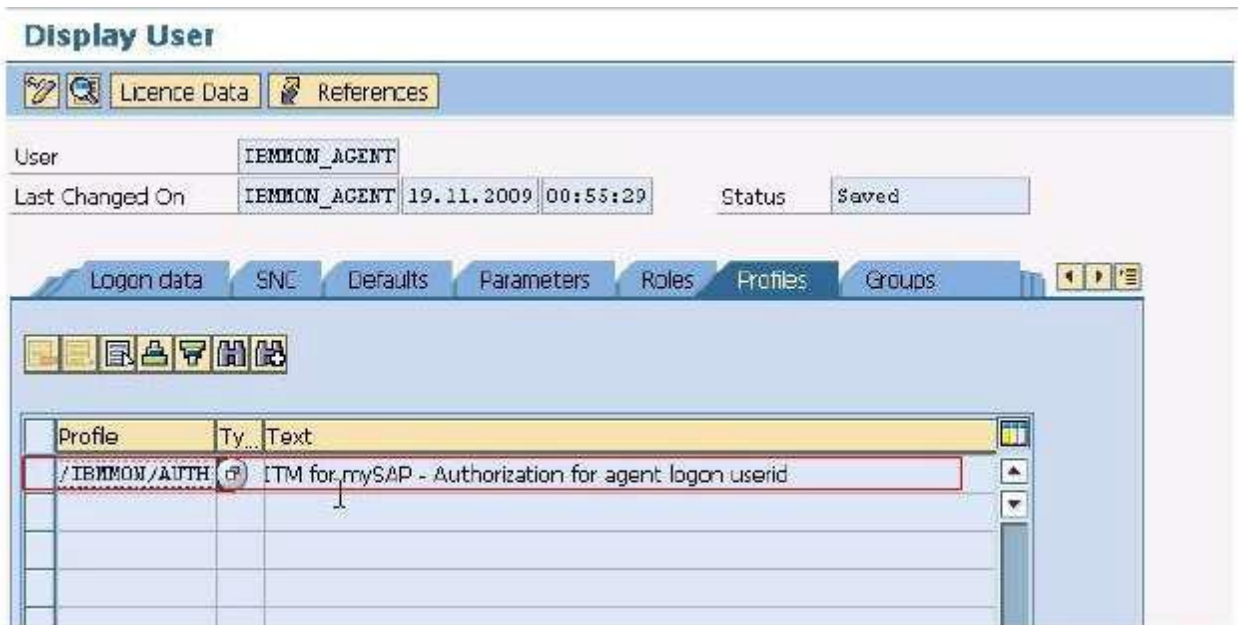 Display User
Licence Data References
User IBMMON_AGENT
Last Changed On IBMMON_AGENT 19.11.2009 00:55:29 Status Saved
Logon data SNC Defaults Parameters Roles Profiles Groups
Profile Ty... Text
/IBMMON/AUTH ITM for mySAP - Authorization for agent logon userid